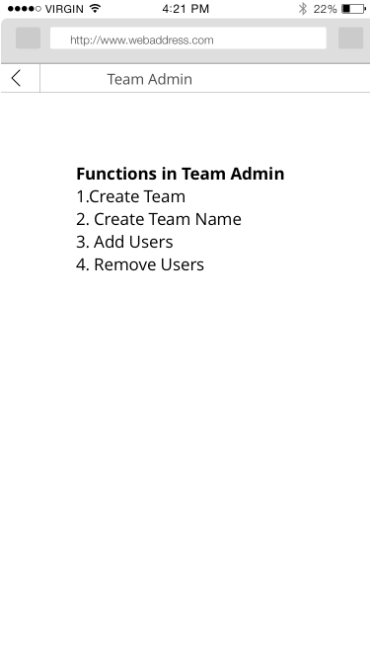 VIRGIN 4:21 PM 22%
http://www.webaddress.com
Team Admin
Functions in Team Admin
1.Create Team
2. Create Team Name
3. Add Users
4. Remove Users